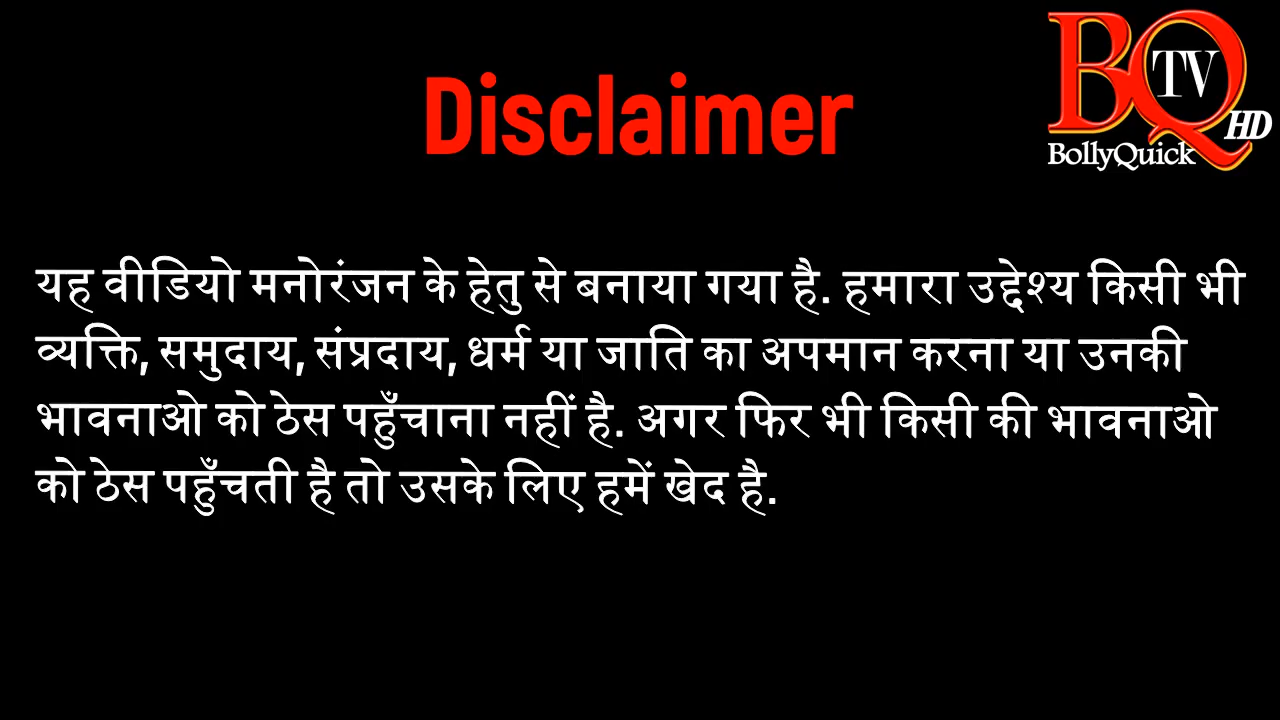 Disclaimer
BQ TV HD
BollyQuick
यह वीडियो मनोरंजन के हेतु से बनाया गया है. हमारा उद्देश्य किसी भी
व्यक्ति, समुदाय, संप्रदाय, धर्म या जाति का अपमान करना या उनकी
भावनाओ को ठेस पहुँचाना नहीं है. अगर फिर भी किसी की भावनाओ
को ठेस पहुँचती है तो उसके लिए हमें खेद है.